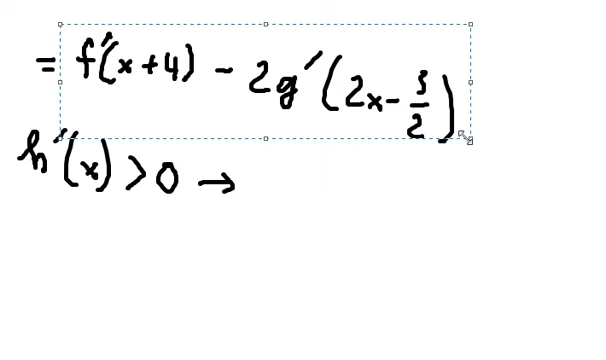 = f'(x+4) - 2g'(2x - 3/2)
h'(x) > 0 →